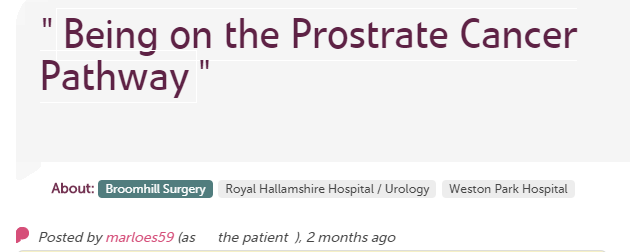 " Being on the Prostrate Cancer
Pathway "
About: Broomhill Surgery Royal Hallamshire Hospital / Urology Weston Park Hospital
Posted by marloes59 (as the patient ), 2 months ago